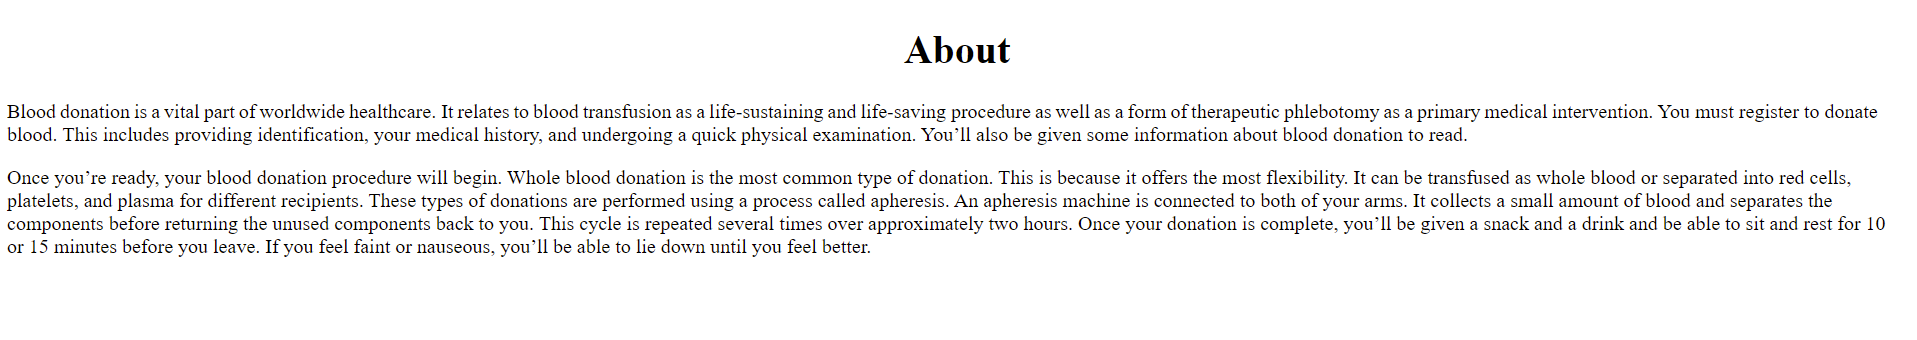 About
Blood donation is a vital part of worldwide healthcare. It relates to blood transfusion as a life-sustaining and life-saving procedure as well as a form of therapeutic phlebotomy as a primary medical intervention. You must register to donate
blood. This includes providing identification, your medical history, and undergoing a quick physical examination. You’ll also be given some information about blood donation to read.
Once you’re ready, your blood donation procedure will begin. Whole blood donation is the most common type of donation. This is because it offers the most flexibility. It can be transfused as whole blood or separated into red cells,
platelets, and plasma for different recipients. These types of donations are performed using a process called apheresis. An apheresis machine is connected to both of your arms. It collects a small amount of blood and separates the
components before returning the unused components back to you. This cycle is repeated several times over approximately two hours. Once your donation is complete, you’ll be given a snack and a drink and be able to sit and rest for 10
or 15 minutes before you leave. If you feel faint or nauseous, you’ll be able to lie down until you feel better.